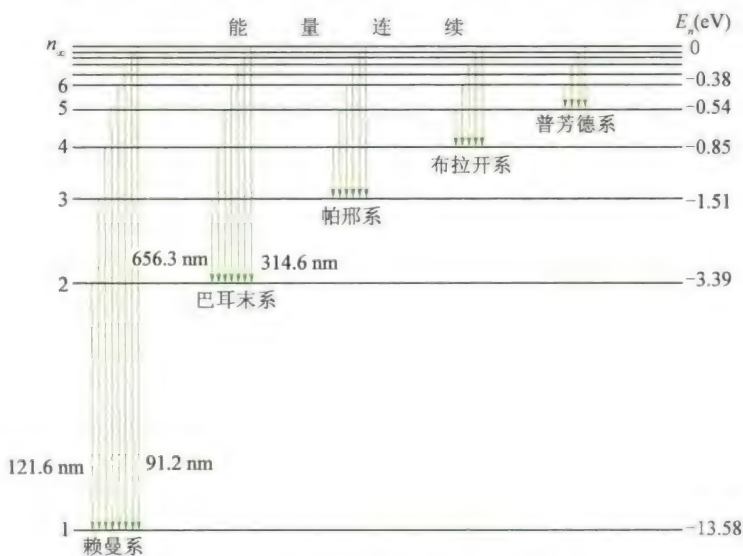 能 量 连 续
Eₙ(eV)
n∞ 0
6 -0.38
5 -0.54
普芳德系
4 -0.85
布拉开系
3 -1.51
帕邢系
656.3 nm 314.6 nm
2 -3.39
巴耳末系
121.6 nm 91.2 nm
1 -13.58
赖曼系